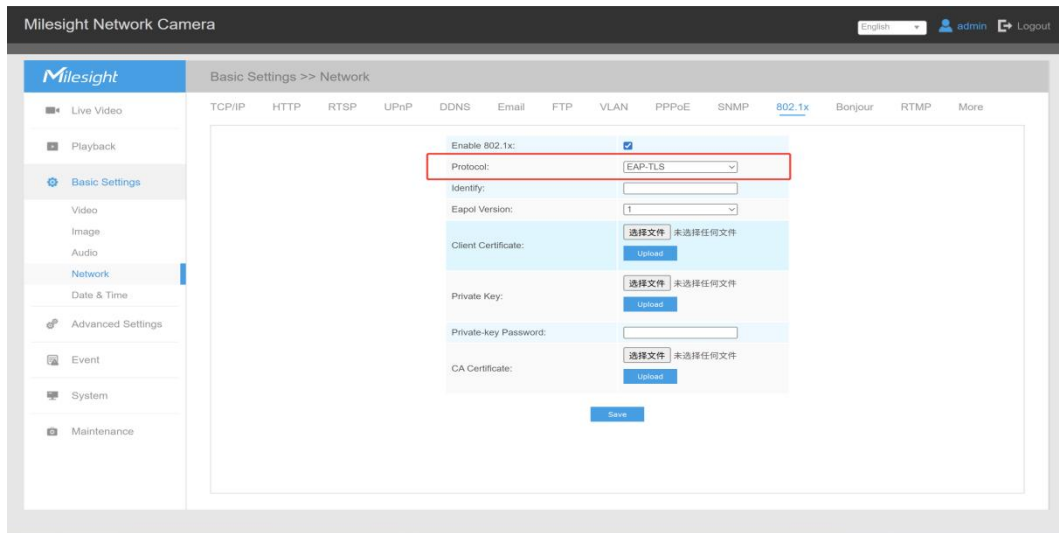 Milesight Network Camera
English
admin
Logout
Milesight
Basic Settings >> Network
Live Video
Playback
Basic Settings
Video
Image
Audio
Network
Date & Time
Advanced Settings
Event
System
Maintenance
TCP/IP HTTP RTSP UPnP DDNS Email FTP VLAN PPPoE SNMP 802.1x Bonjour RTMP More
Enable 802.1x:
Protocol: EAP-TLS
Identify:
Eapol Version: 1
Client Certificate: 选择文件 未选择任何文件
Upload
Private Key: 选择文件 未选择任何文件
Upload
Private-key Password:
CA Certificate: 选择文件 未选择任何文件
Upload
Save